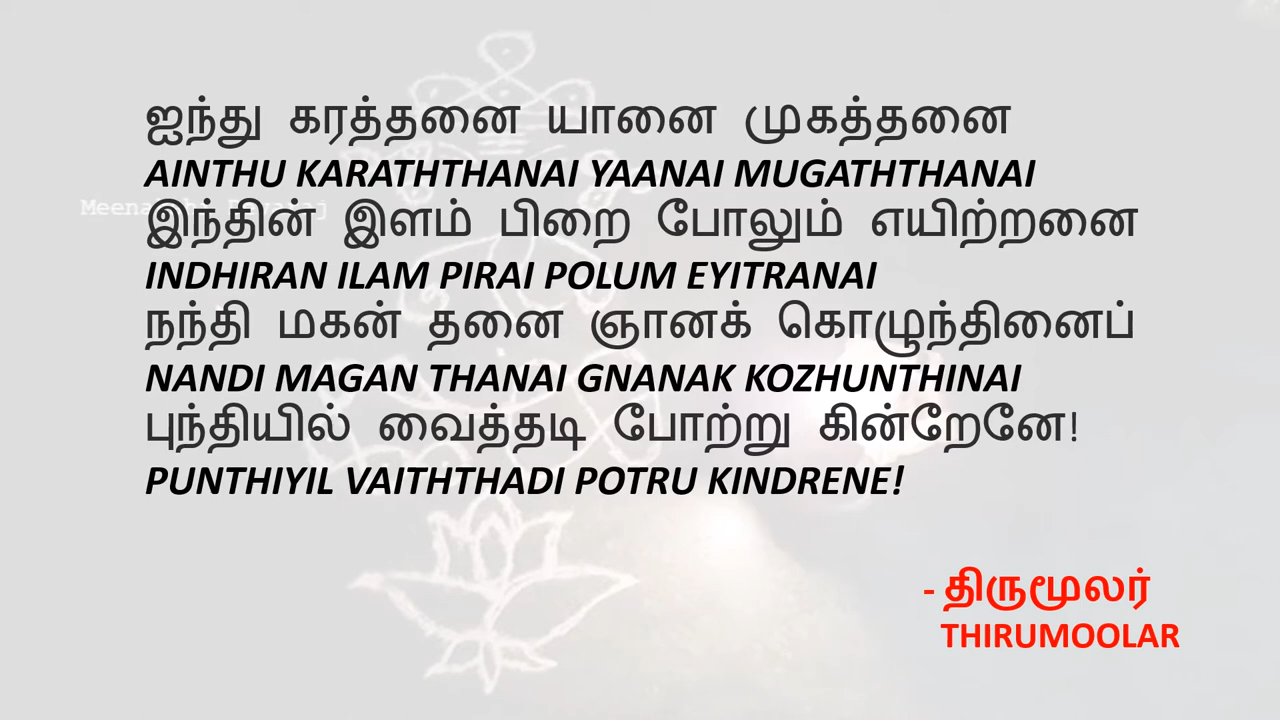 ஐந்து கரத்தனை யானை முகத்தனை
AINTHU KARATHTHANAI YAANAI MUGATHTHANAI
இந்தின் இளம் பிறை போலும் எயிற்றனை
INDHIRAN ILAM PIRAI POLUM EYITRANAI
நந்தி மகன் தனை ஞானக் கொழுந்தினைப்
NANDI MAGAN THANAI GNANAK KOZHUNTHINAI
புந்தியில் வைத்தடி போற்று கின்றேனே!
PUNTHIYIL VAITHTHADI POTRU KINDRENE!
- திருமூலர்
THIRUMOOLAR